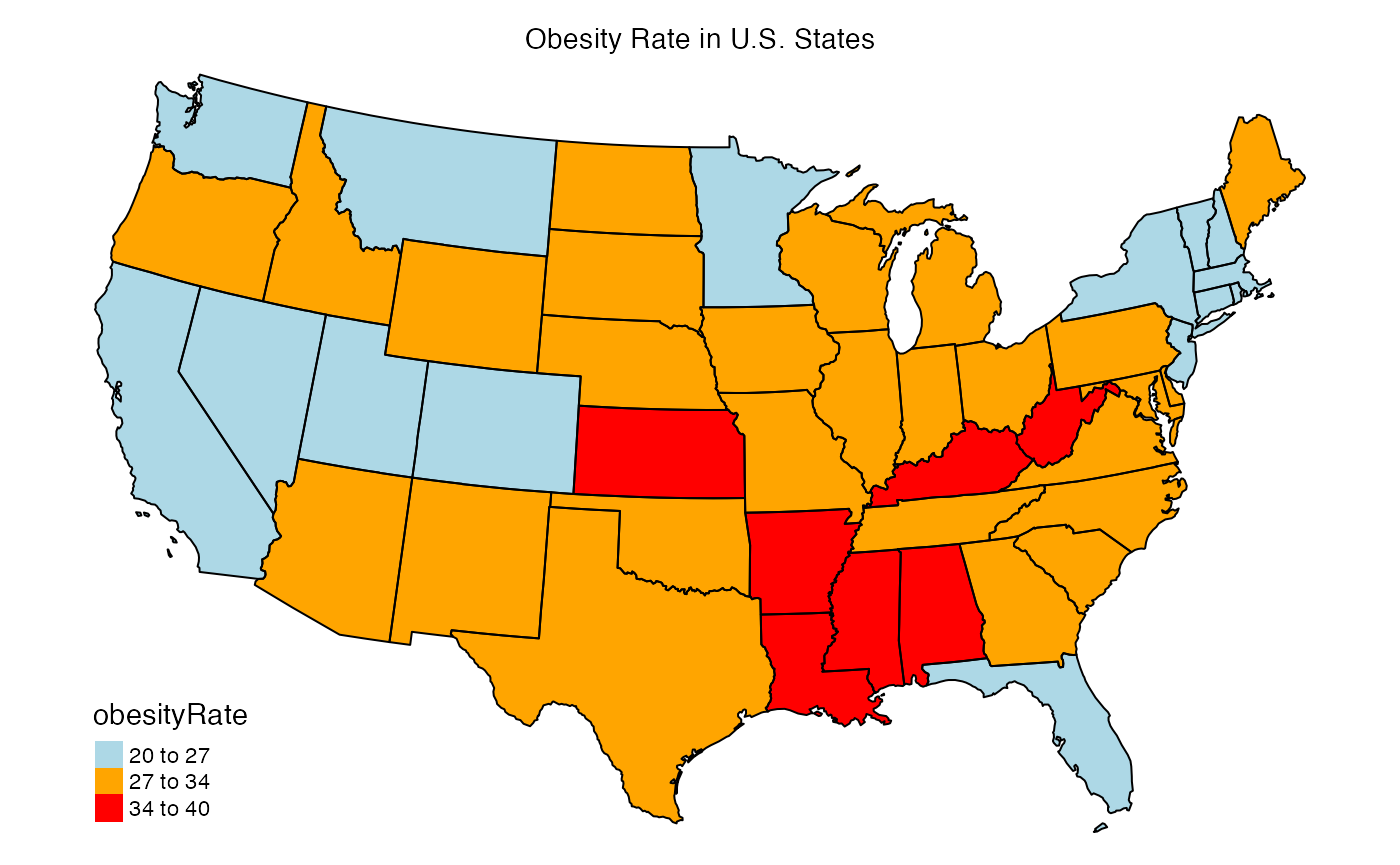 Obesity Rate in U.S. States
obesityRate
20 to 27
27 to 34
34 to 40